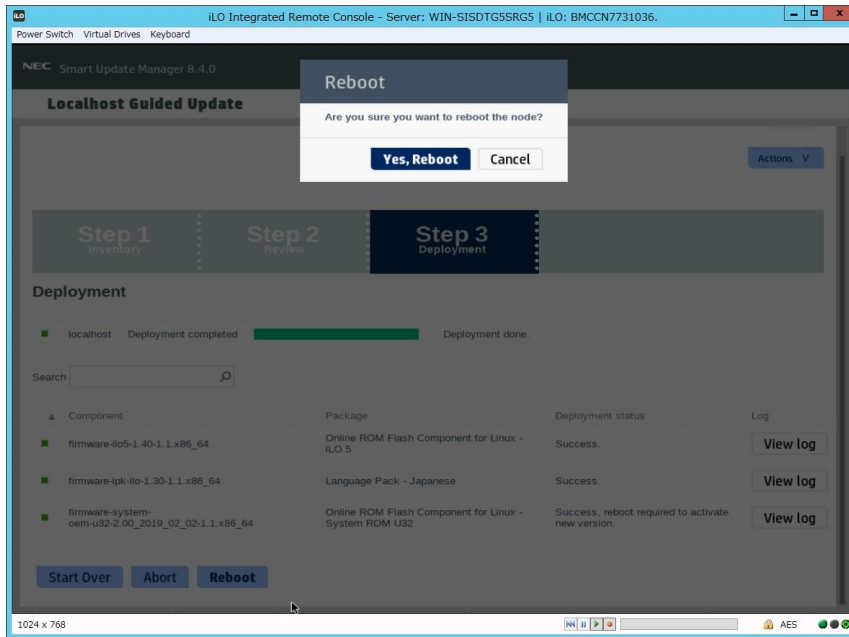 iLO Integrated Remote Console - Server: WIN-SISDTG5SRG5 | iLO: BMCCN7731036.
Power Switch Virtual Drives Keyboard
NEC Smart Update Manager 8.4.0
Localhost Guided Update
Reboot
Are you sure you want to reboot the node?
Yes, Reboot Cancel
Actions
Step 1 Step 2 Step 3
Inventory Review Deployment
Deployment
localhost Deployment completed Deployment done.
Search
Component Package Deployment status Log
firmware-ilo5-1.40-1.1.x86_64
Online ROM Flash Component for Linux -
iLO 5
Success.
View log
firmware-lpk-ilo-1.30-1.1.x86_64
Language Pack - Japanese
Success.
View log
firmware-system-
oem-u32-2.00_2019_02_02-1.1.x86_64
Online ROM Flash Component for Linux -
System ROM U32
Success, reboot required to activate
new version.
View log
Start Over Abort Reboot
1024 x 768 AES